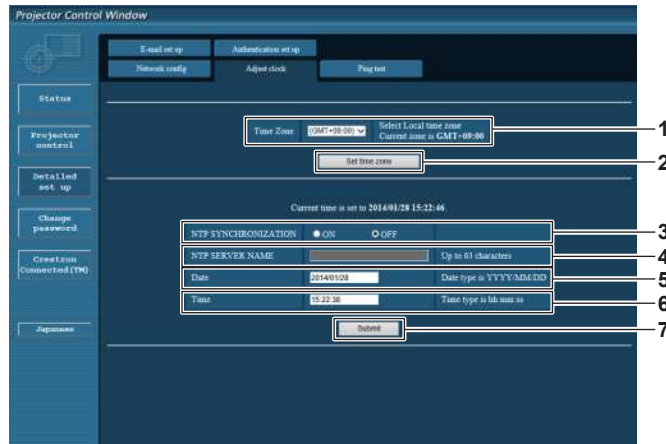 Projector Control Window
E-mail set up
Authentication set up
Network config
Adjust clock
Ping test
Status
Projector control
Detailed set up
Change password
Crestron Connected(TM)
Japanese
Time Zone
(GMT+09:00)
Select Local time zone
Current zone is GMT+09:00
1
Set time zone
2
Current time is set to 2014/01/28 15:22:46
NTP SYNCHRONIZATION ON OFF
3
NTP SERVER NAME Up to 63 characters
4
Date 2014/01/28 Date type is YYYY/MM/DD
5
Time 15:22:38 Time type is hh:mm:ss
6
Submit
7